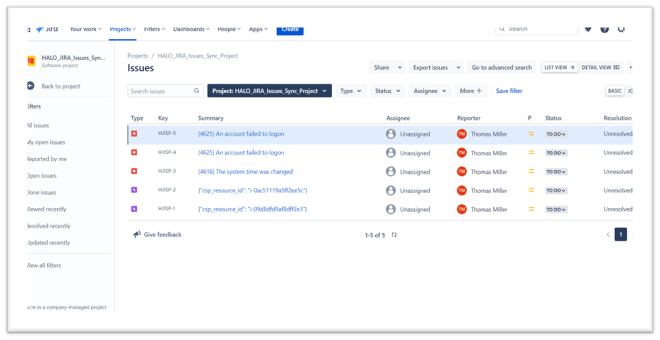 Jira Your work Projects Filters Dashboards People Apps Create Search
HALO_JIRA_Issues_Sync...
Software project
Back to project
Filters
All issues
My open issues
Reported by me
Open issues
Done issues
Viewed recently
Resolved recently
Updated recently
View all filters
You're in a company-managed project
Projects / HALO_JIRA_Issues_Sync_Project
Issues
Share Export issues Go to advanced search LIST VIEW DETAIL VIEW
Search issues Project: HALO_JIRA_Issues_Sync_Project Type Status Assignee More + Save filter BASIC
Type Key Summary Assignee Reporter P Status Resolution
HJISP-5 (4625) An account failed to logon Unassigned TM Thomas Miller TO DO Unresolved
HJISP-4 (4625) An account failed to logon Unassigned TM Thomas Miller TO DO Unresolved
HJISP-3 (4616) The system time was changed Unassigned TM Thomas Miller TO DO Unresolved
HJISP-2 {"csp_resource_id": "i-0ac51119a5ff2ee5c"} Unassigned TM Thomas Miller TO DO Unresolved
HJISP-1 Unassigned TM Thomas Miller TO DO Unresolved
Give feedback 1-5 of 5 1